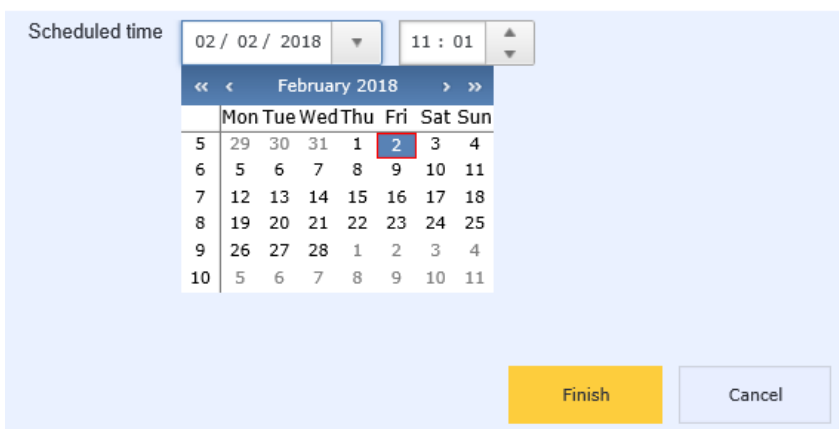 Scheduled time 02 / 02 / 2018 ▼ 11 : 01 ▲ ▼
« ‹ February 2018 › »
Mon Tue Wed Thu Fri Sat Sun
5 29 30 31 1 2 3 4
6 5 6 7 8 9 10 11
7 12 13 14 15 16 17 18
8 19 20 21 22 23 24 25
9 26 27 28 1 2 3 4
10 5 6 7 8 9 10 11
Finish Cancel